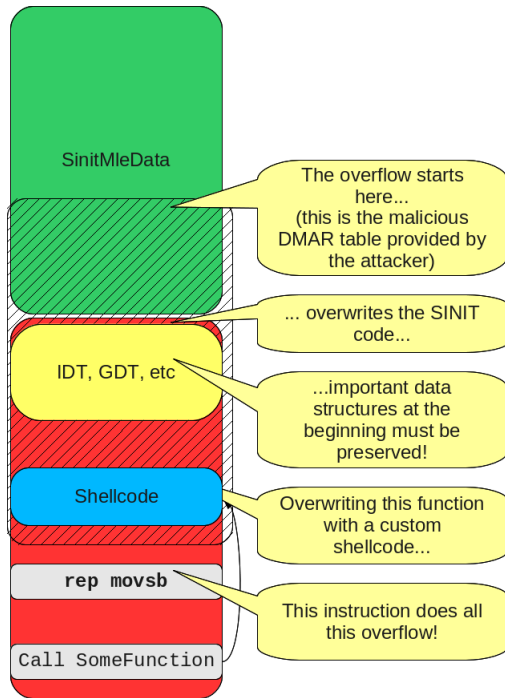 SinitMleData
The overflow starts
here...
(this is the malicious
DMAR table provided by
the attacker)
... overwrites the SINIT
code...
IDT, GDT, etc
...important data
structures at the
beginning must be
preserved!
Shellcode
Overwriting this function
with a custom
shellcode...
rep movsb
This instruction does all
this overflow!
Call SomeFunction